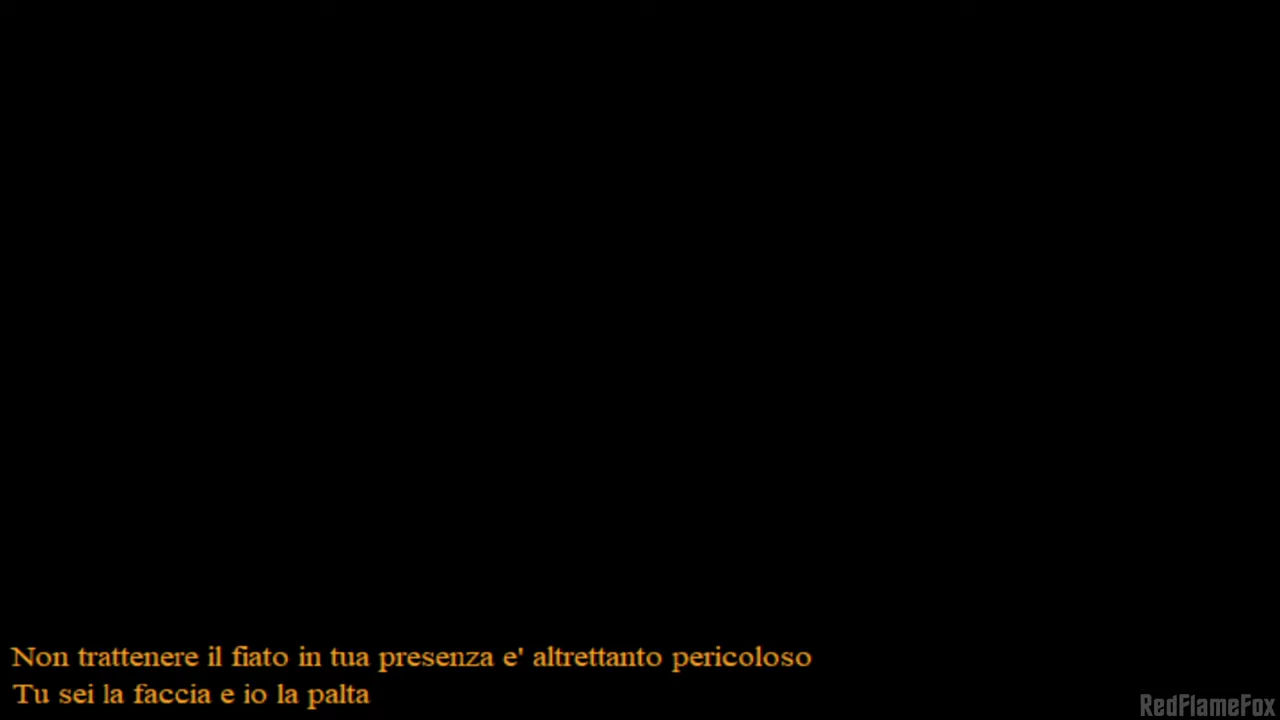 Non trattenere il fiato in tua presenza e' altrettanto pericoloso
Tu sei la faccia e io la palta
RedFlameFox